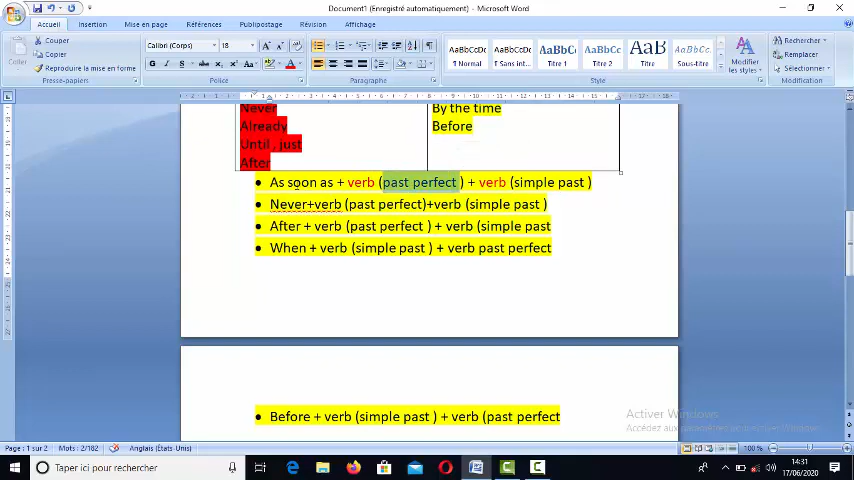 Document1 (Enregistré automatiquement) - Microsoft Word
Accueil Insertion Mise en page Références Publipostage Révision Affichage
Couper
Copier
Reproduire la mise en forme
Coller
Presse-papiers
Calibri (Corps) 18
Police
Paragraphe
AaBbCcDc AaBbCcDc AaBbC AaBbCc AaB AaBbCc
¶ Normal ¶ Sans int... Titre 1 Titre 2 Titre Sous-titre
Style
Modifier
les styles
Rechercher
Remplacer
Sélectionner
Modification
Never
Already
Until , just
After
By the time
Before
• As soon as + verb (past perfect ) + verb (simple past )
• Never+verb (past perfect)+verb (simple past )
• After + verb (past perfect ) + verb (simple past
• When + verb (simple past ) + verb past perfect
• Before + verb (simple past ) + verb (past perfect
Activer Windows
Accédez aux paramètres
Page : 1 sur 2 Mots : 2/182 Anglais (États-Unis) 100 %
Taper ici pour rechercher
14:31
17/06/2020